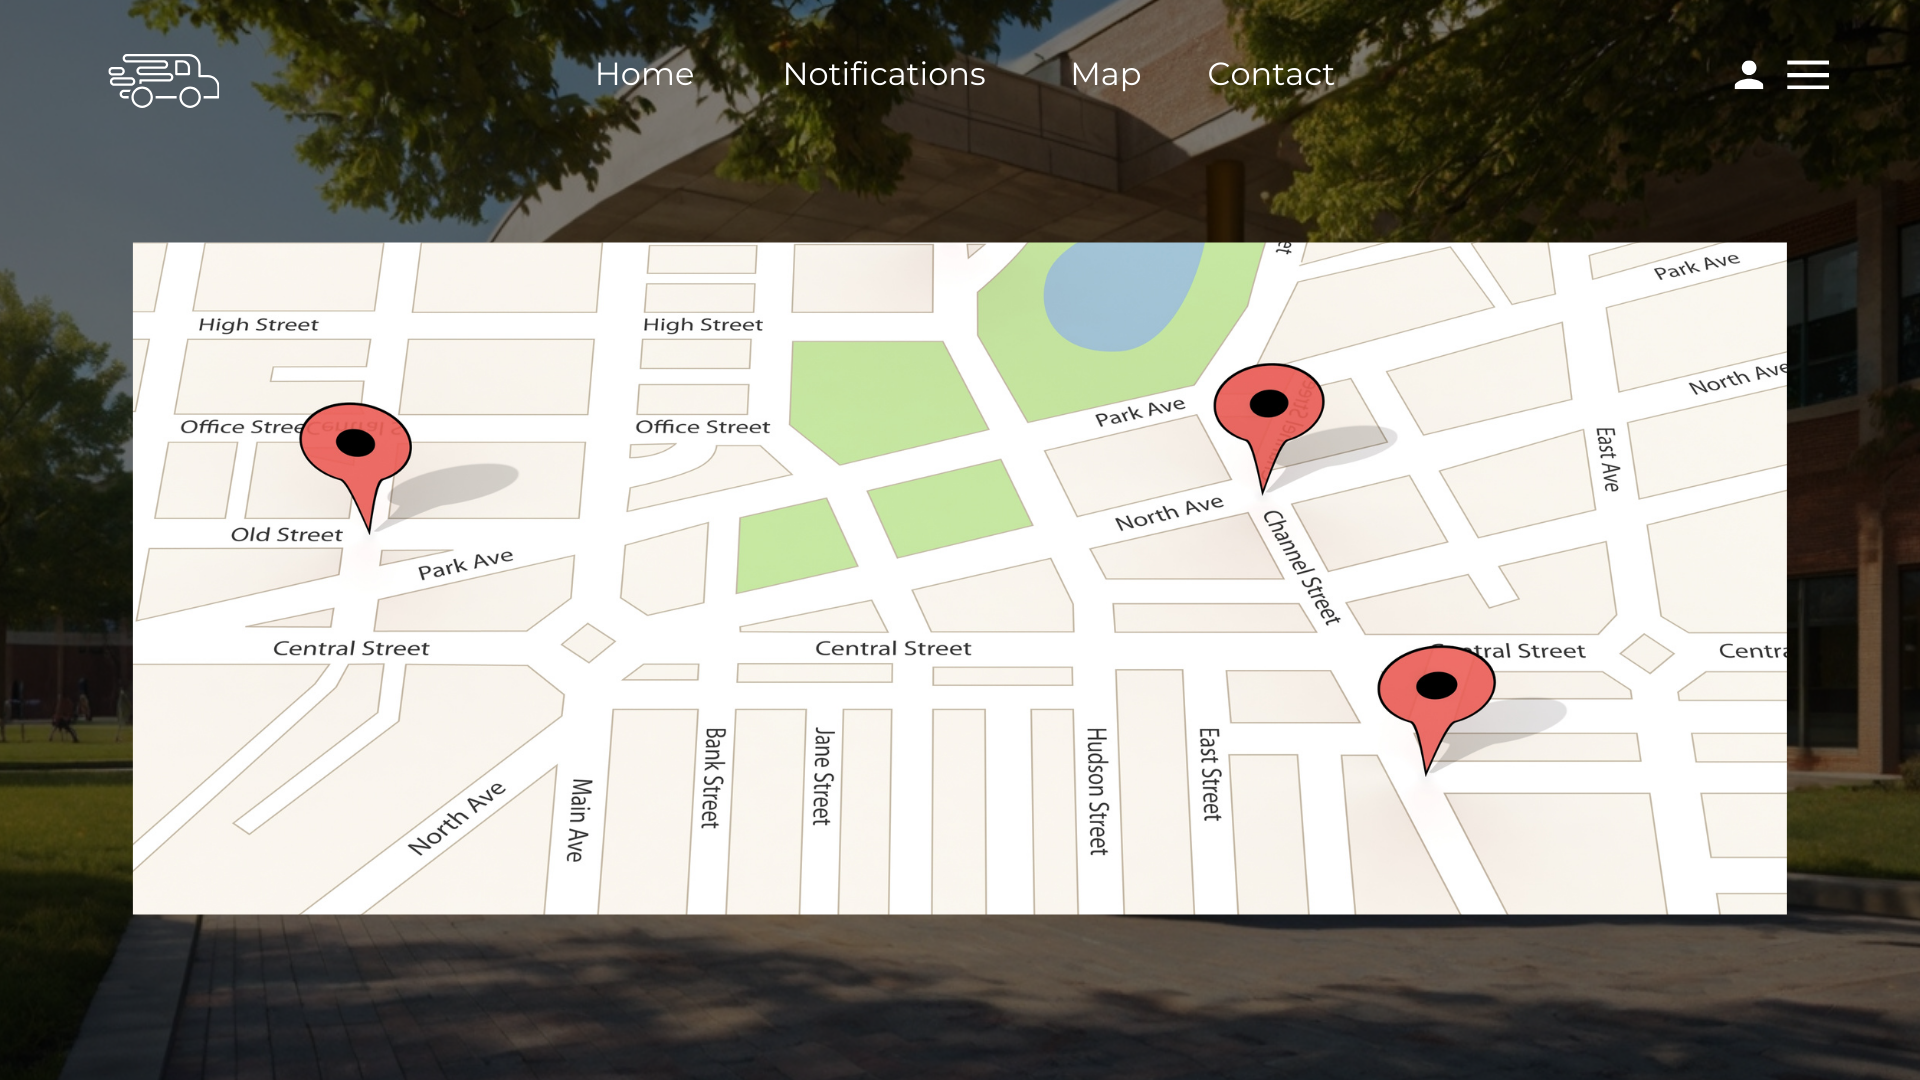 Home
Notifications
Map
Contact
Park Ave
High Street
High Street
North Ave
Park Ave
Office Stree
Office Street
East Ave
North Ave
Old Street
Park Ave
Channel Street
Central Street
Central Street
ntral Street
Centra
Bank Street
Jane Street
Hudson Street
East Street
Main Ave
North Ave